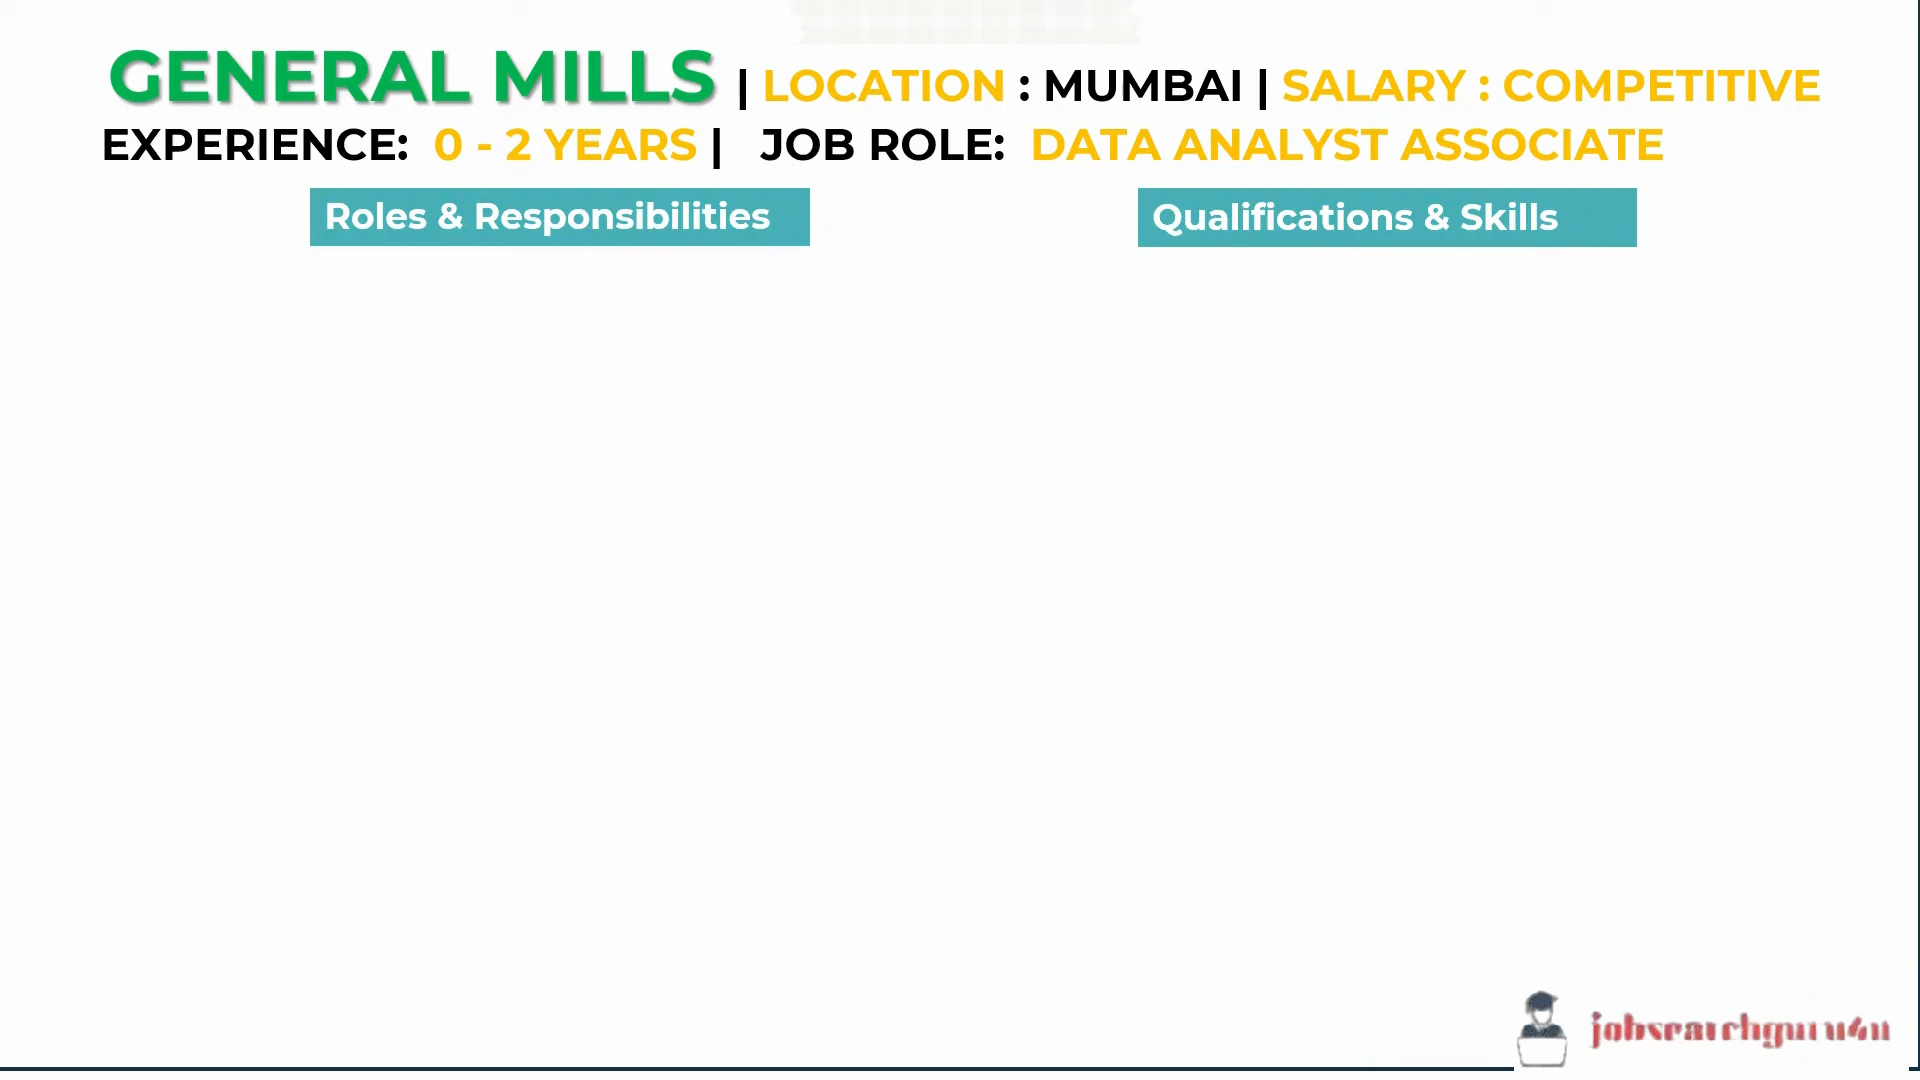 GENERAL MILLS | LOCATION : MUMBAI | SALARY : COMPETITIVE
EXPERIENCE: 0 - 2 YEARS | JOB ROLE: DATA ANALYST ASSOCIATE
Roles & Responsibilities
Qualifications & Skills
jobsearchguru4u